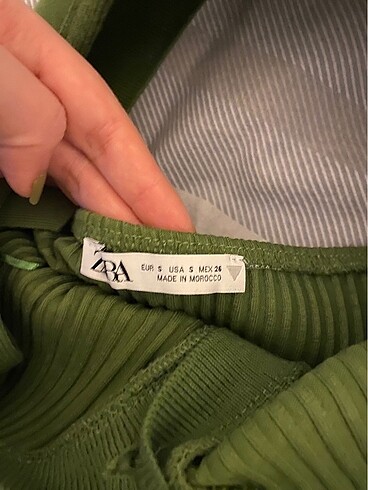 ZARA
EUR S USA S MEX 26
MADE IN MOROCCO